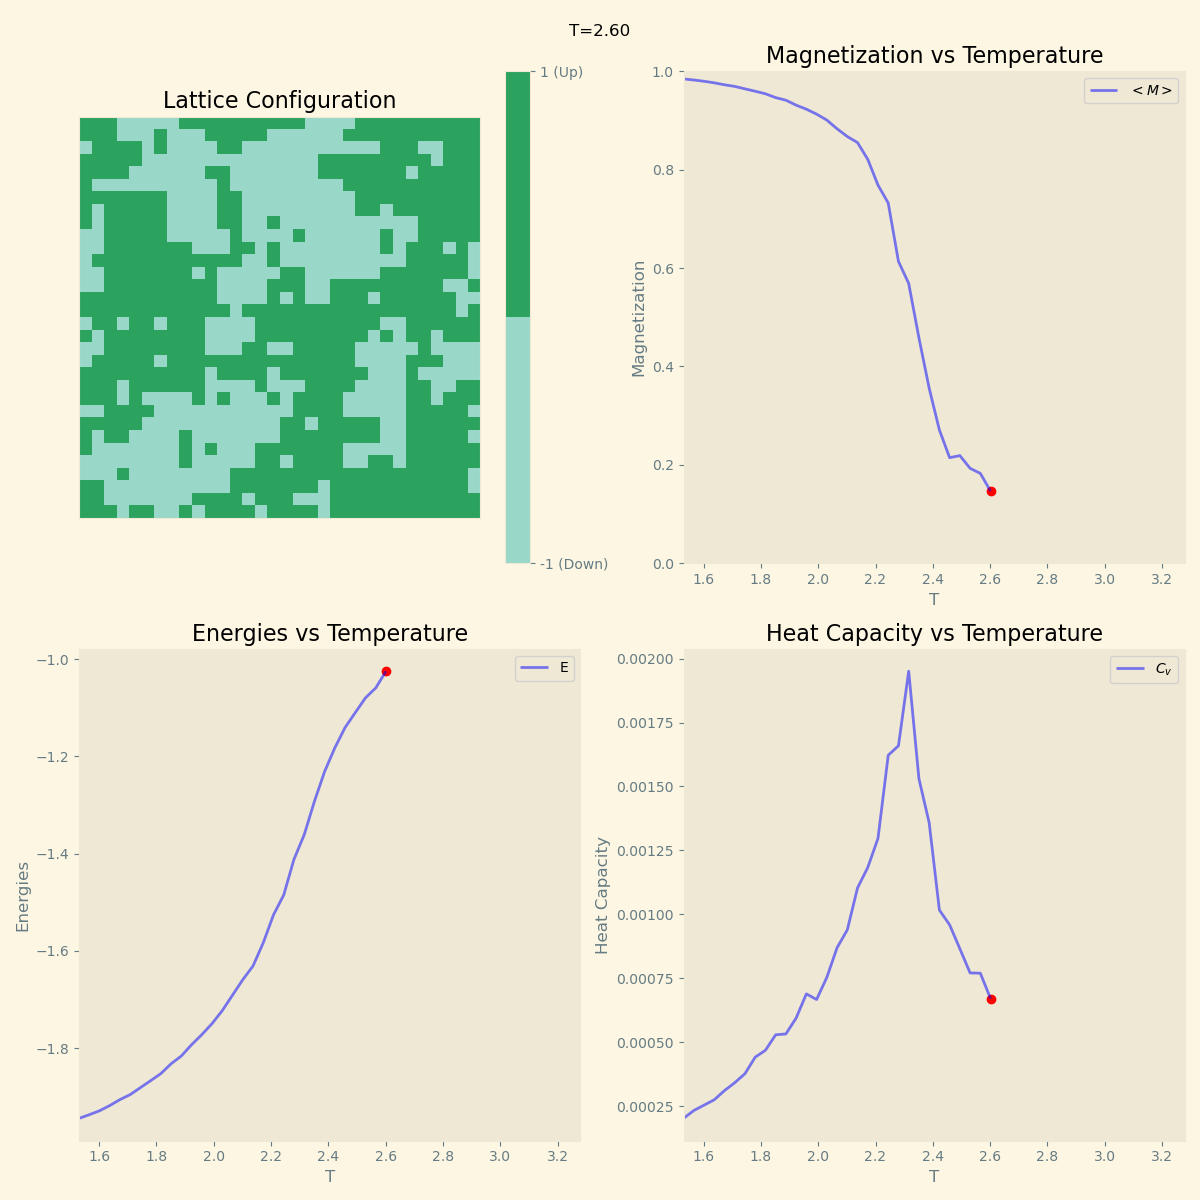 T=2.60
Lattice Configuration
1 (Up)
-1 (Down)
Magnetization vs Temperature
<M>
Magnetization
1.0
0.8
0.6
0.4
0.2
0.0
1.6 1.8 2.0 2.2 2.4 2.6 2.8 3.0 3.2
T
Energies vs Temperature
E
Energies
−1.0
−1.2
−1.4
−1.6
−1.8
1.6 1.8 2.0 2.2 2.4 2.6 2.8 3.0 3.2
T
Heat Capacity vs Temperature
Cv
Heat Capacity
0.00200
0.00175
0.00150
0.00125
0.00100
0.00075
0.00050
0.00025
1.6 1.8 2.0 2.2 2.4 2.6 2.8 3.0 3.2
T